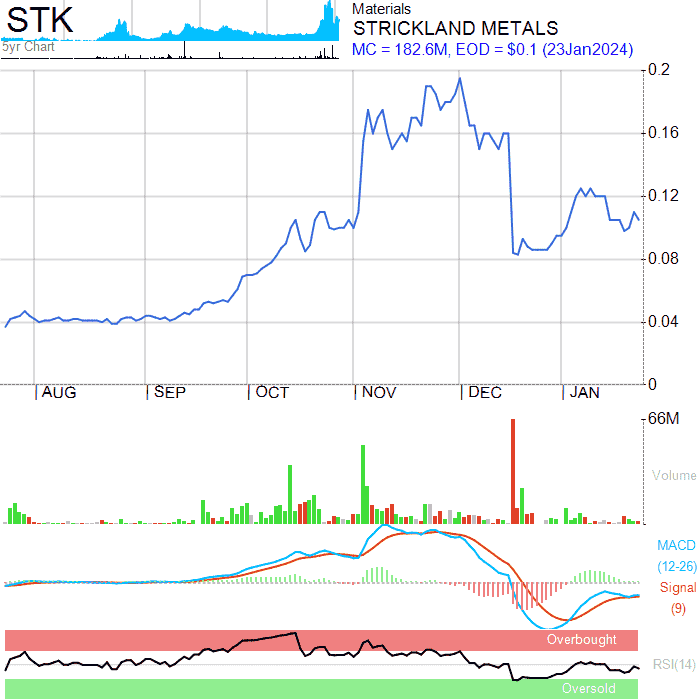 STK
5yr Chart
Materials
STRICKLAND METALS
MC = 182.6M, EOD = $0.1 (23Jan2024)
0.2
0.16
0.12
0.08
0.04
0
AUG SEP OCT NOV DEC JAN
66M
Volume
MACD
(12-26)
Signal
(9)
Overbought
RSI(14)
Oversold